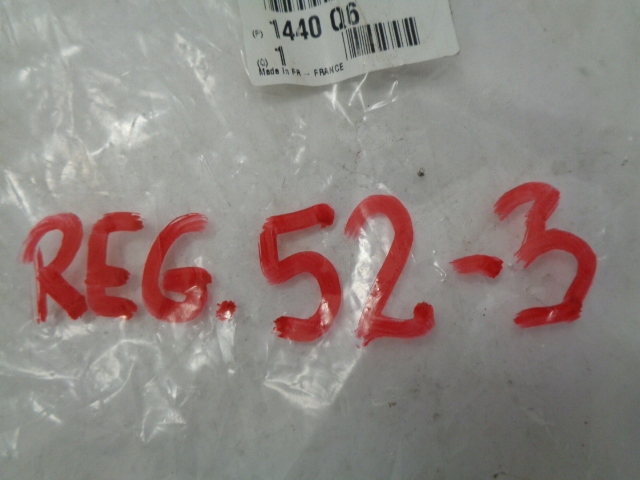 (P) 1440 Q6
(Q) 1
Made in FR - FRANCE
REG. 52-3